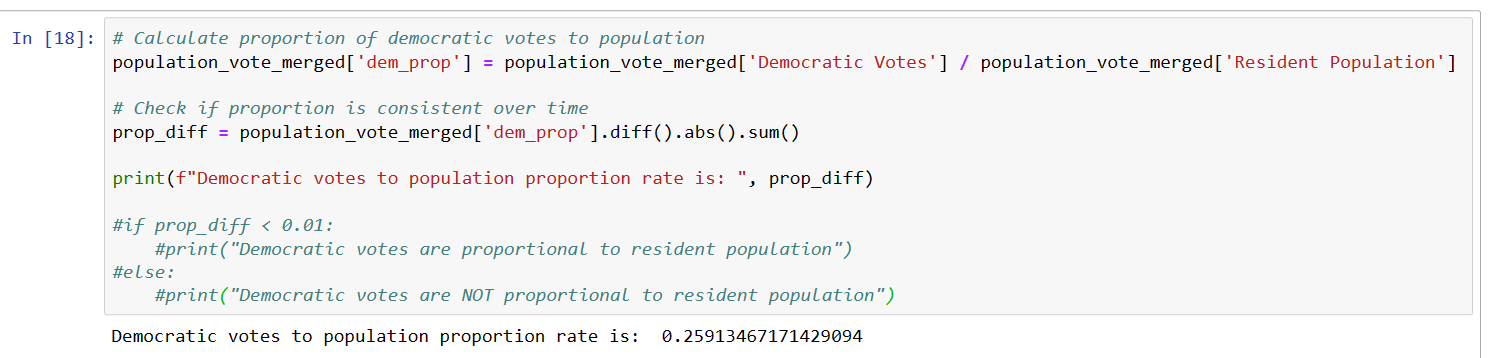 In [18]: # Calculate proportion of democratic votes to population
population_vote_merged['dem_prop'] = population_vote_merged['Democratic Votes'] / population_vote_merged['Resident Population']

# Check if proportion is consistent over time
prop_diff = population_vote_merged['dem_prop'].diff().abs().sum()

print(f"Democratic votes to population proportion rate is: ", prop_diff)

#if prop_diff < 0.01:
    #print("Democratic votes are proportional to resident population")
#else:
    #print("Democratic votes are NOT proportional to resident population")
Democratic votes to population proportion rate is:  0.25913467171429094